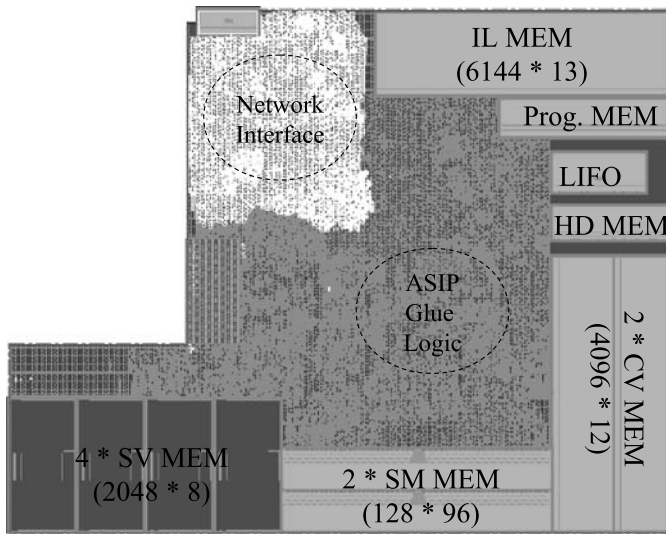 IL MEM
(6144 * 13)
Network
Interface
Prog. MEM
LIFO
HD MEM
ASIP
Glue
Logic
2 * CV MEM
(4096 * 12)
4 * SV MEM
(2048 * 8)
2 * SM MEM
(128 * 96)